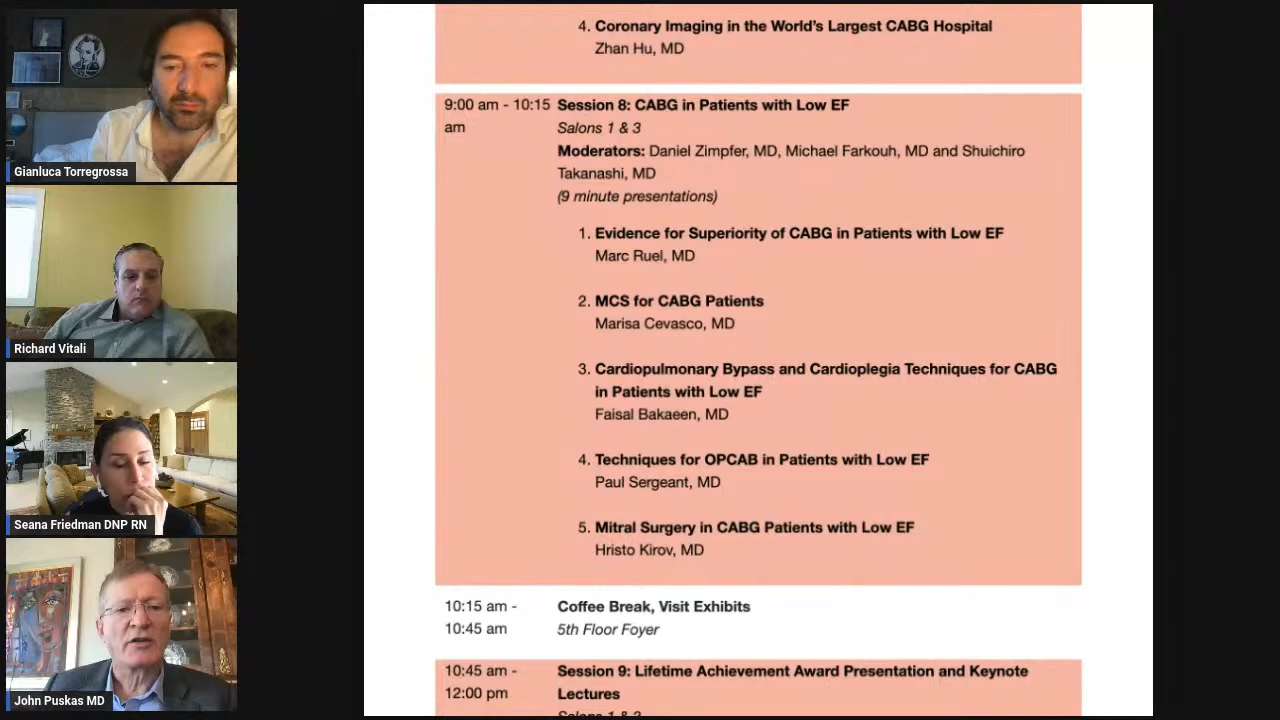 Gianluca Torregrossa
Richard Vitali
Seana Friedman DNP RN
John Puskas MD
4. Coronary Imaging in the World's Largest CABG Hospital
Zhan Hu, MD
9:00 am - 10:15 Session 8: CABG in Patients with Low EF
am Salons 1 & 3
Moderators: Daniel Zimpfer, MD, Michael Farkouh, MD and Shuichiro
Takanashi, MD
(9 minute presentations)
1. Evidence for Superiority of CABG in Patients with Low EF
Marc Ruel, MD
2. MCS for CABG Patients
Marisa Cevasco, MD
3. Cardiopulmonary Bypass and Cardioplegia Techniques for CABG
in Patients with Low EF
Faisal Bakaeen, MD
4. Techniques for OPCAB in Patients with Low EF
Paul Sergeant, MD
5. Mitral Surgery in CABG Patients with Low EF
Hristo Kirov, MD
10:15 am - Coffee Break, Visit Exhibits
10:45 am 5th Floor Foyer
10:45 am - Session 9: Lifetime Achievement Award Presentation and Keynote
12:00 pm Lectures